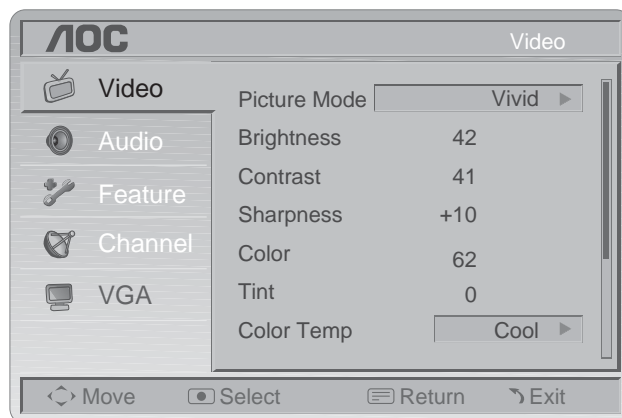 AOC Video
Video
Audio
Feature
Channel
VGA
Picture Mode Vivid
Brightness 42
Contrast 41
Sharpness +10
Color 62
Tint 0
Color Temp Cool
Move Select Return Exit